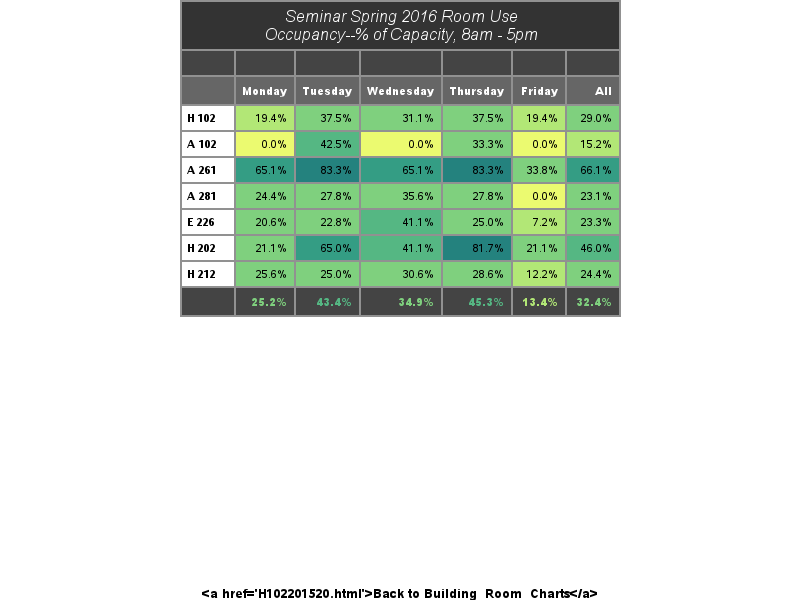 Seminar Spring 2016 Room Use
Occupancy--% of Capacity, 8am - 5pm
Monday Tuesday Wednesday Thursday Friday All
H 102 19.4% 37.5% 31.1% 37.5% 19.4% 29.0%
A 102 0.0% 42.5% 0.0% 33.3% 0.0% 15.2%
A 261 65.1% 83.3% 65.1% 83.3% 33.8% 66.1%
A 281 24.4% 27.8% 35.6% 27.8% 0.0% 23.1%
E 226 20.6% 22.8% 41.1% 25.0% 7.2% 23.3%
H 202 21.1% 65.0% 41.1% 81.7% 21.1% 46.0%
H 212 25.6% 25.0% 30.6% 28.6% 12.2% 24.4%
25.2% 43.4% 34.9% 45.3% 13.4% 32.4%
<a href='H102201520.html'>Back to Building_Room_Charts</a>